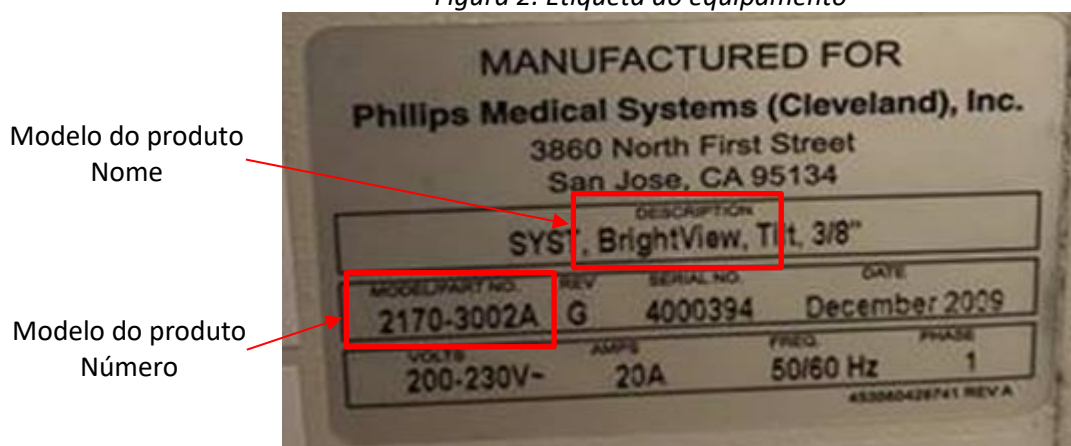 Figura 2: Etiqueta do equipamento
MANUFACTURED FOR
Philips Medical Systems (Cleveland), Inc.
3860 North First Street
San Jose, CA 95134
Modelo do produto
Nome
DESCRIPTION
SYST, BrightView, Tilt, 3/8"
MODEL/PART NO. REV SERIAL NO. DATE
2170-3002A G 4000394 December 2009
Modelo do produto
Número
VOLTS AMPS FREQ. PHASE
200-230V~ 20A 50/60 Hz 1
453560428741 REV A